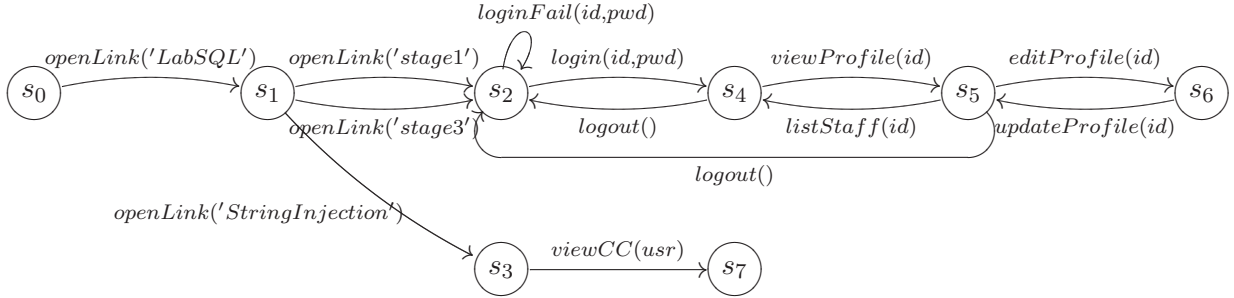 loginFail(id,pwd)
openLink('LabSQL')
openLink('stage1')
login(id,pwd)
viewProfile(id)
editProfile(id)
s0
s1
s2
s4
s5
s6
openLink('stage3')
logout()
listStaff(id)
updateProfile(id)
logout()
openLink('StringInjection')
viewCC(usr)
s3
s7